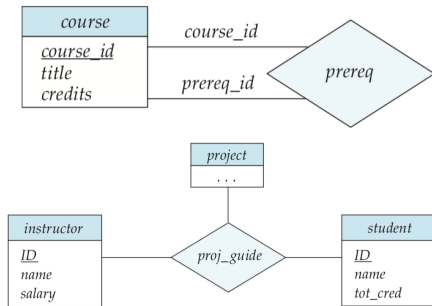 course
course_id
title
credits
course_id
prereq_id
prereq
project
. . .
instructor
ID
name
salary
proj_guide
student
ID
name
tot_cred